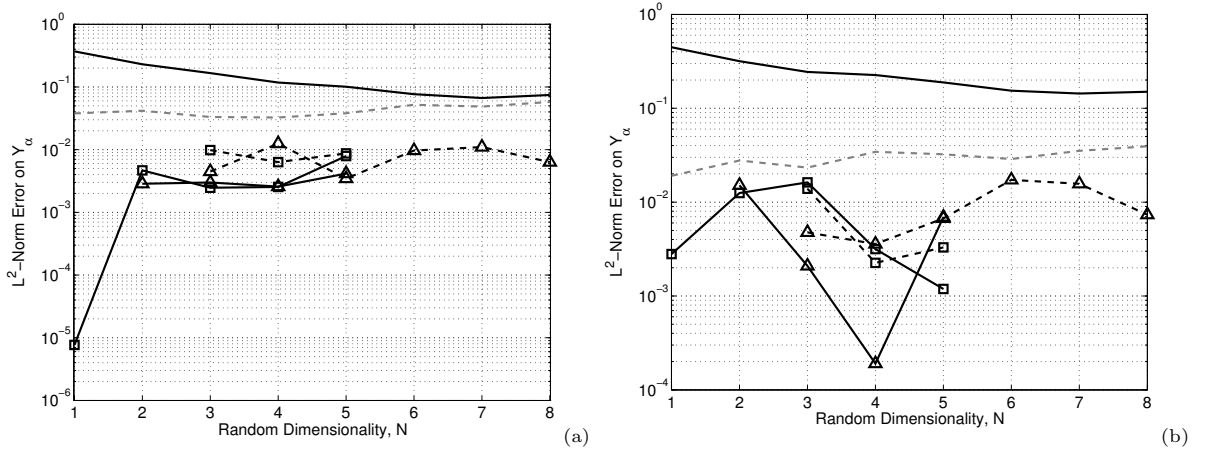 10^0
10^-1
10^-2
10^-3
10^-4
10^-5
10^-6
L^2-Norm Error on Y_α
1 2 3 4 5 6 7 8
Random Dimensionality, N
(a)
10^0
10^-1
10^-2
10^-3
10^-4
L^2-Norm Error on Y_α
1 2 3 4 5 6 7 8
Random Dimensionality, N
(b)